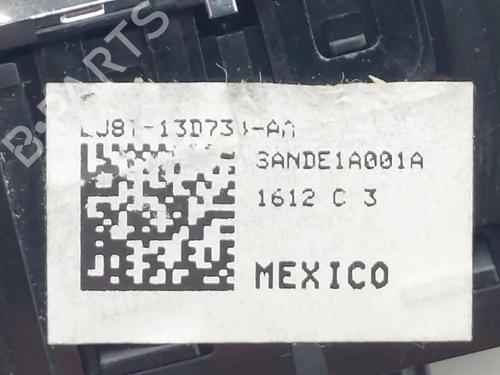 B-PARTS
3ANDE1A001A
1612 C 3
MEXICO